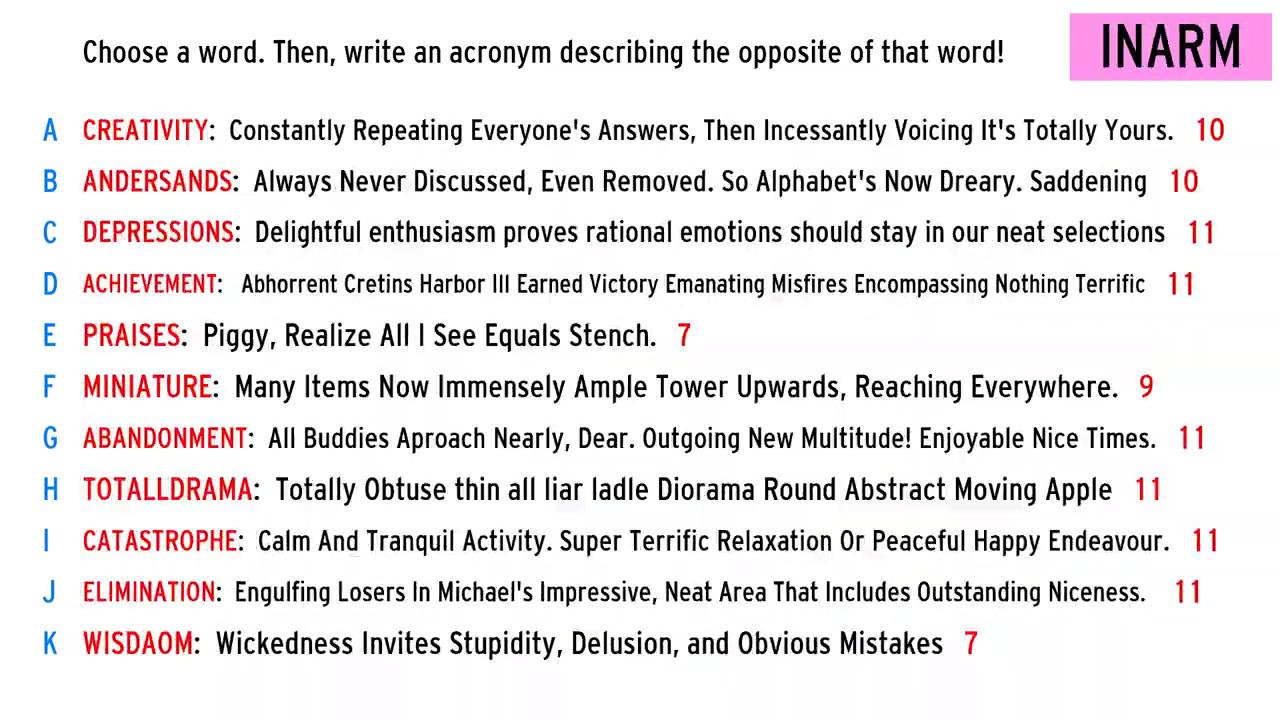 Choose a word. Then, write an acronym describing the opposite of that word!
INARM
A CREATIVITY: Constantly Repeating Everyone's Answers, Then Incessantly Voicing It's Totally Yours. 10
B ANDERSANDS: Always Never Discussed, Even Removed. So Alphabet's Now Dreary. Saddening 10
C DEPRESSIONS: Delightful enthusiasm proves rational emotions should stay in our neat selections 11
D ACHIEVEMENT: Abhorrent Cretins Harbor Ill Earned Victory Emanating Misfires Encompassing Nothing Terrific 11
E PRAISES: Piggy, Realize All I See Equals Stench. 7
F MINIATURE: Many Items Now Immensely Ample Tower Upwards, Reaching Everywhere. 9
G ABANDONMENT: All Buddies Aproach Nearly, Dear. Outgoing New Multitude! Enjoyable Nice Times. 11
H TOTALLDRAMA: Totally Obtuse thin all liar ladle Diorama Round Abstract Moving Apple 11
I CATASTROPHE: Calm And Tranquil Activity. Super Terrific Relaxation Or Peaceful Happy Endeavour. 11
J ELIMINATION: Engulfing Losers In Michael's Impressive, Neat Area That Includes Outstanding Niceness. 11
K WISDAOM: Wickedness Invites Stupidity, Delusion, and Obvious Mistakes 7